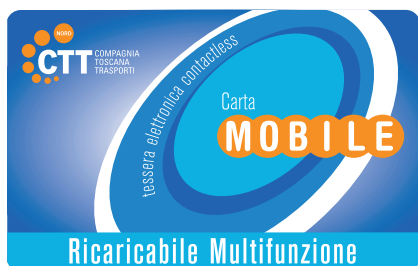 NORD
CTT
COMPAGNIA
TOSCANA
TRASPORTI
tessera elettronica contactless
Carta
MOBILE
Ricaricabile Multifunzione